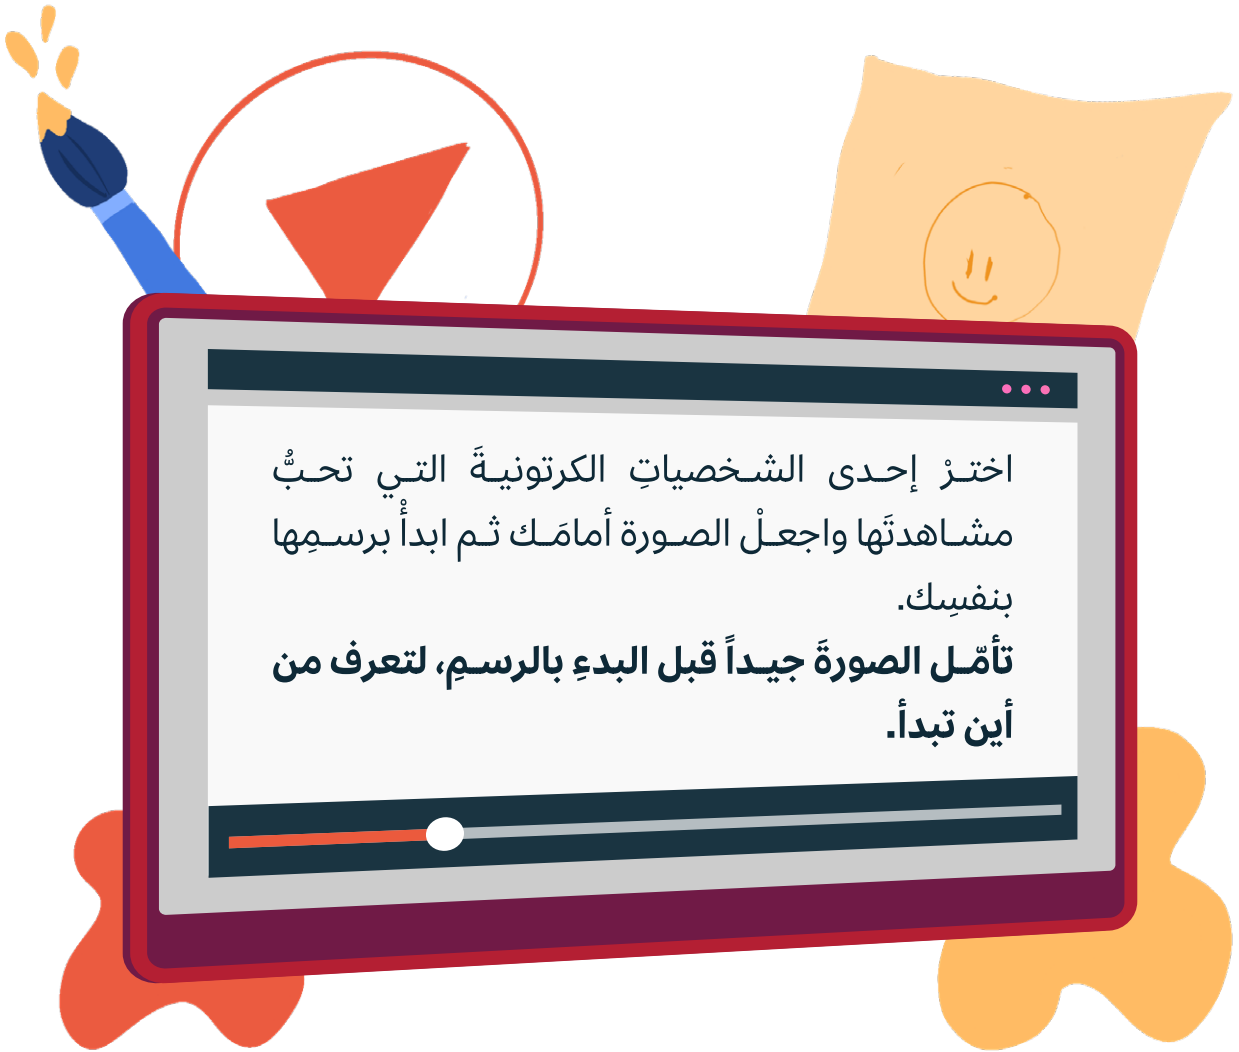 اخترْ إحدى الشخصياتِ الكرتونيةَ التي تحبُّ
مشاهدتَها واجعلْ الصورة أمامَك ثم ابدأْ برسمِها
بنفسِك.
تأمّل الصورةَ جيداً قبل البدءِ بالرسمِ، لتعرف من
أين تبدأ.